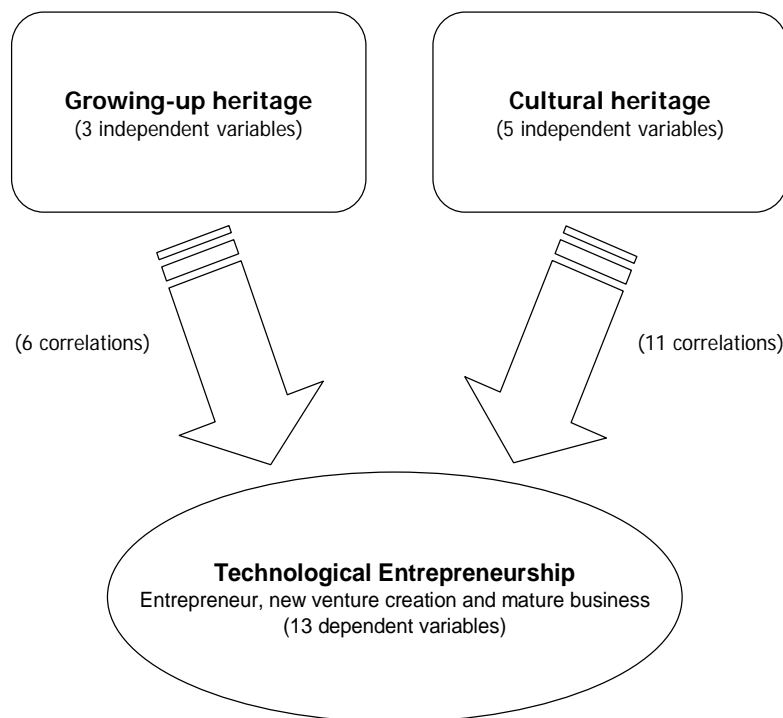 Growing-up heritage
(3 independent variables)
Cultural heritage
(5 independent variables)
(6 correlations)
(11 correlations)
Technological Entrepreneurship
Entrepreneur, new venture creation and mature business
(13 dependent variables)